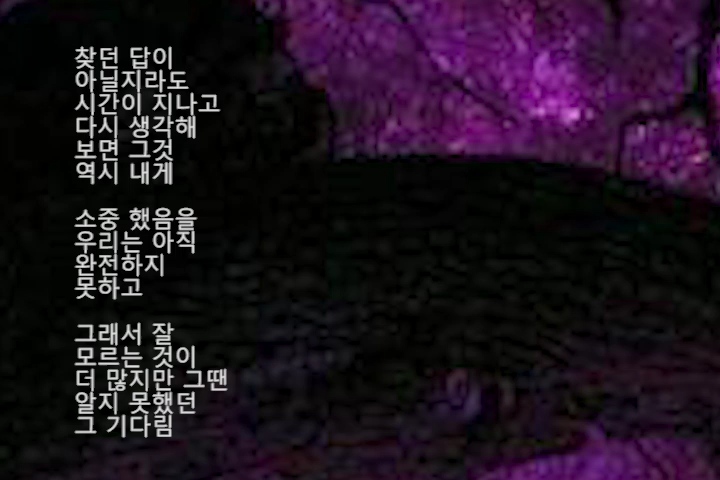 찾던 답이
아닐지라도
시간이 지나고
다시 생각해
보면 그것
역시 내게

소중 했음을
우리는 아직
완전하지
못하고

그래서 잘
모르는 것이
더 많지만 그땐
알지 못했던
그 기다림